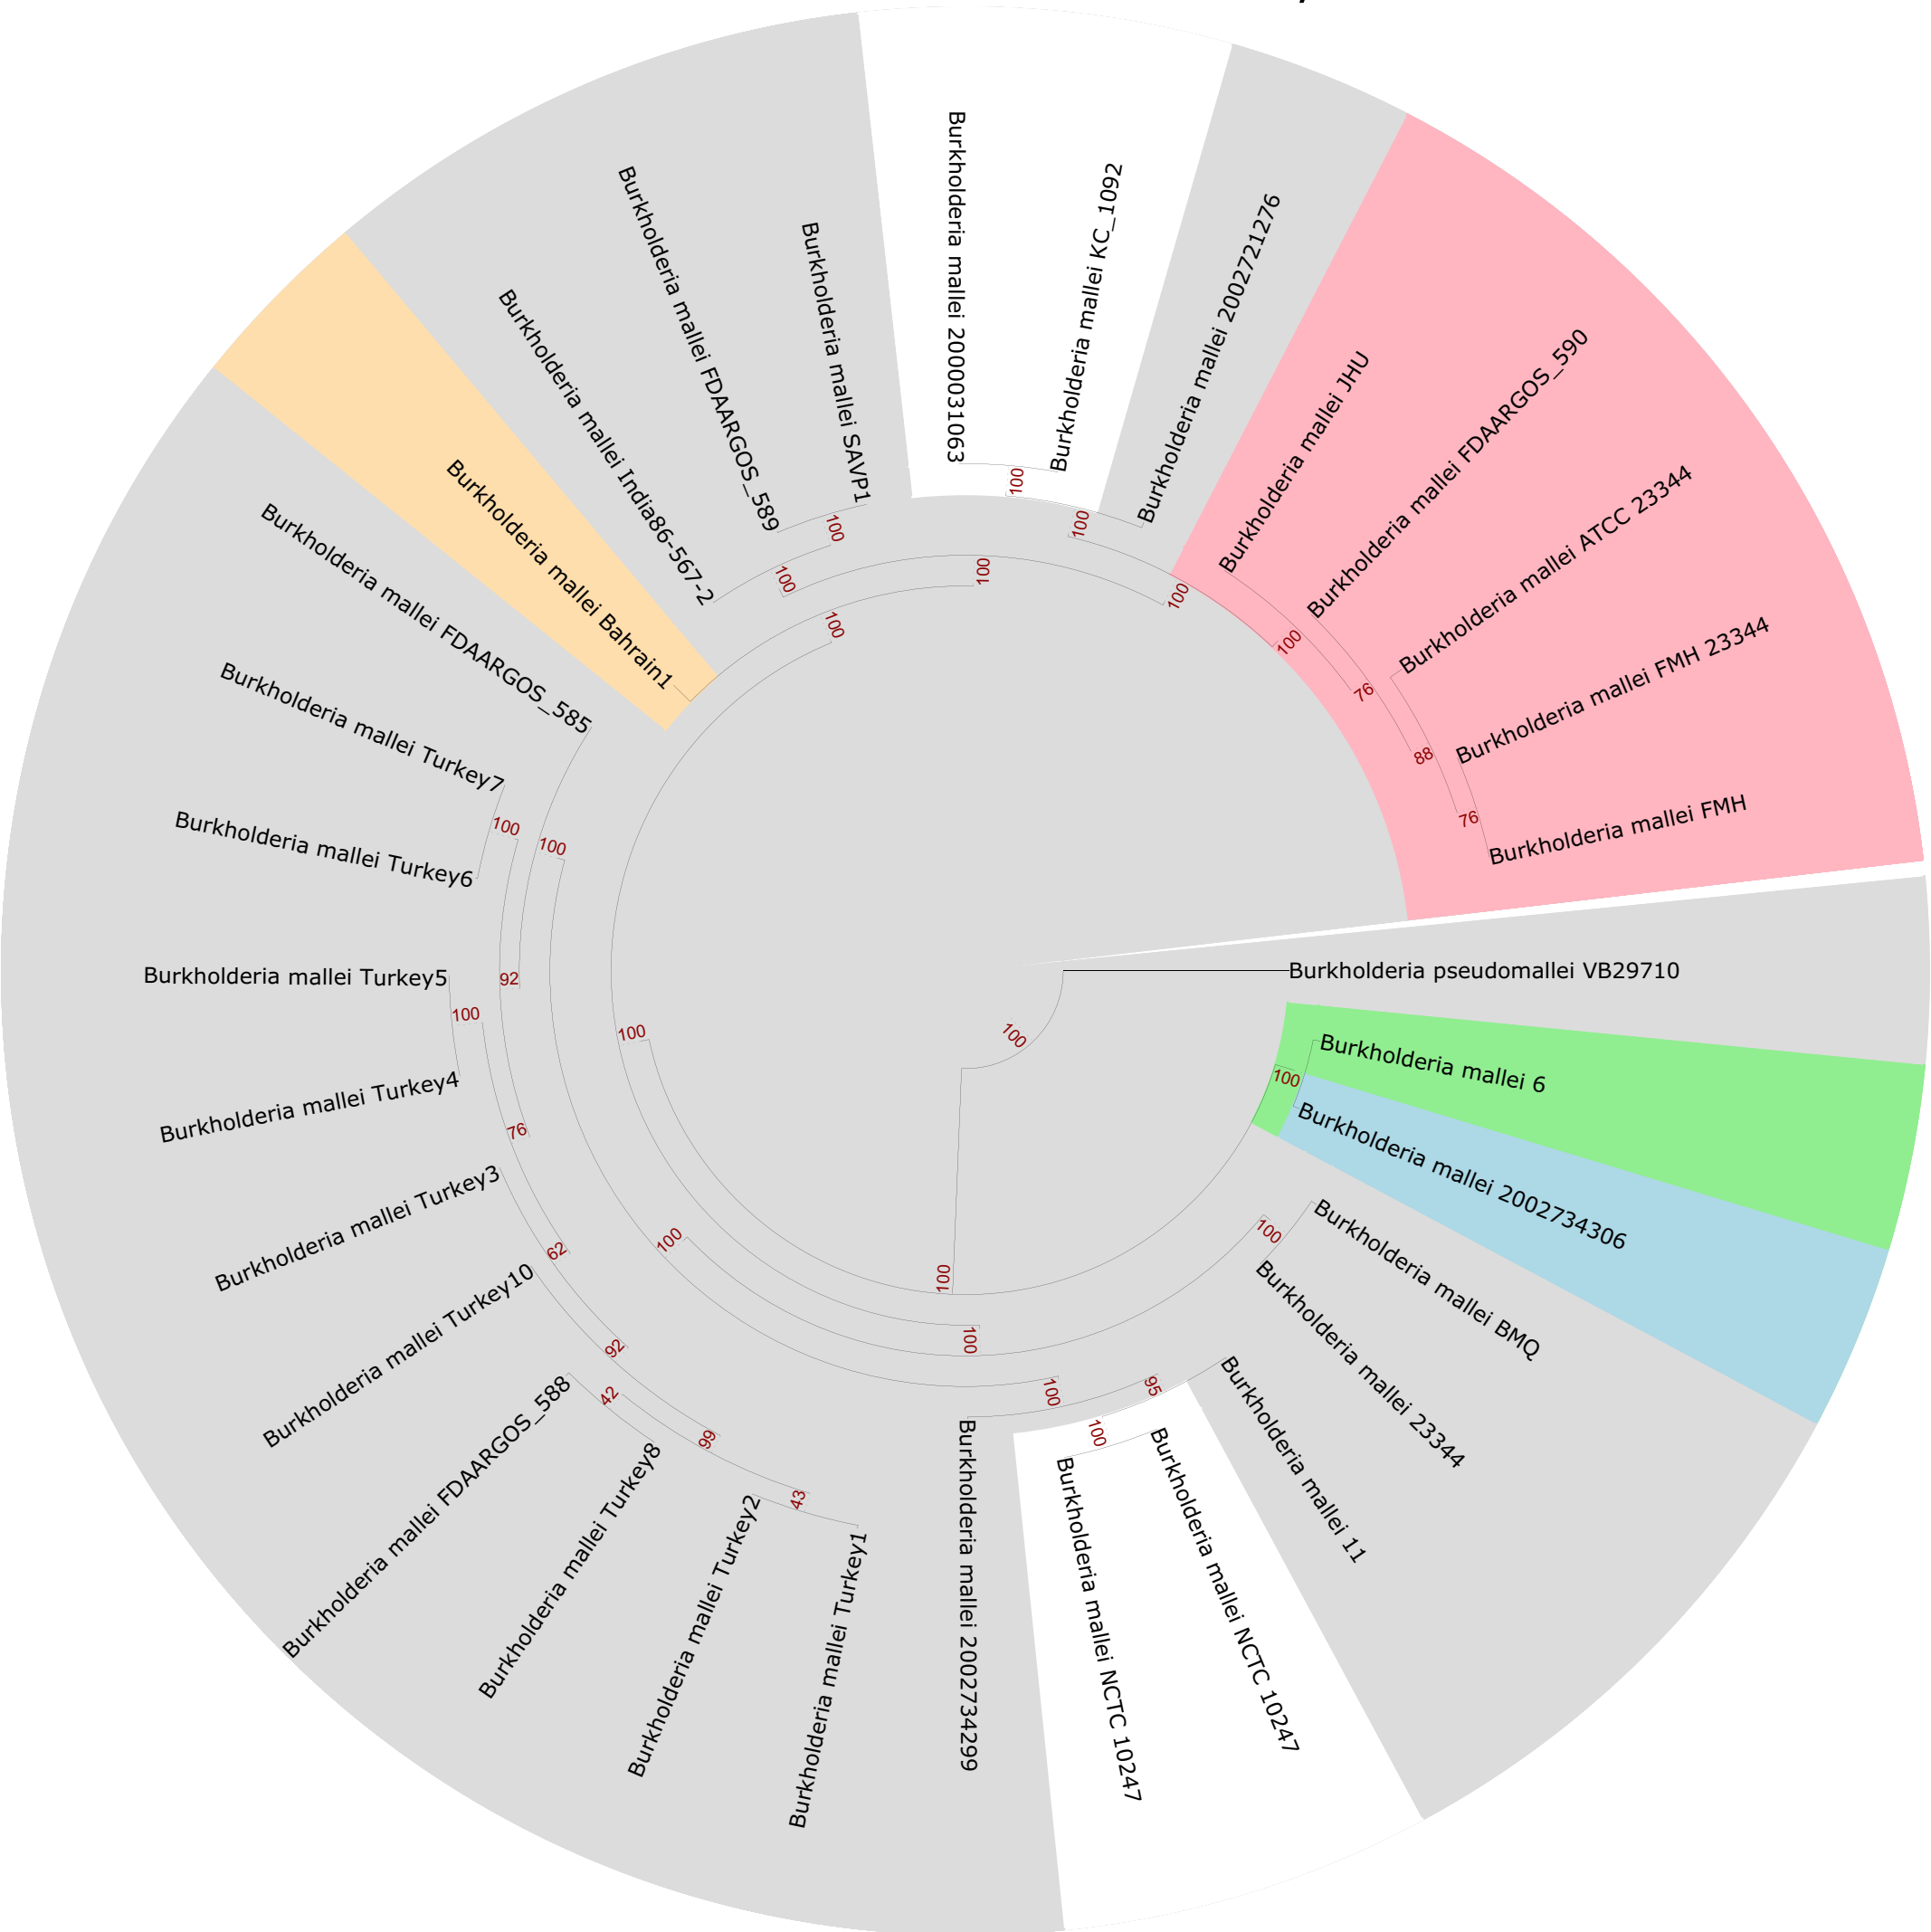 Burkholderia mallei 2000031063
Burkholderia mallei KC_1092
Burkholderia mallei 2002721276
Burkholderia mallei JHU
Burkholderia mallei FDAARGOS_590
Burkholderia mallei ATCC 23344
Burkholderia mallei FMH 23344
Burkholderia mallei FMH
Burkholderia pseudomallei VB29710
Burkholderia mallei 6
Burkholderia mallei 2002734306
Burkholderia mallei BMQ
Burkholderia mallei 23344
Burkholderia mallei 11
Burkholderia mallei NCTC 10247
Burkholderia mallei NCTC 10247
Burkholderia mallei 2002734299
Burkholderia mallei Turkey1
Burkholderia mallei Turkey2
Burkholderia mallei Turkey8
Burkholderia mallei FDAARGOS_588
Burkholderia mallei Turkey10
Burkholderia mallei Turkey3
Burkholderia mallei Turkey4
Burkholderia mallei Turkey5
Burkholderia mallei Turkey6
Burkholderia mallei Turkey7
Burkholderia mallei FDAARGOS_585
Burkholderia mallei Bahrain1
Burkholderia mallei India86-567-2
Burkholderia mallei FDAARGOS_589
Burkholderia mallei SAVP1
100
100
100
100
76
88
76
100
100
100
100
100
100
100
100
92
100
76
62
92
42
99
43
100
100
95
100
100
100
100
100
100